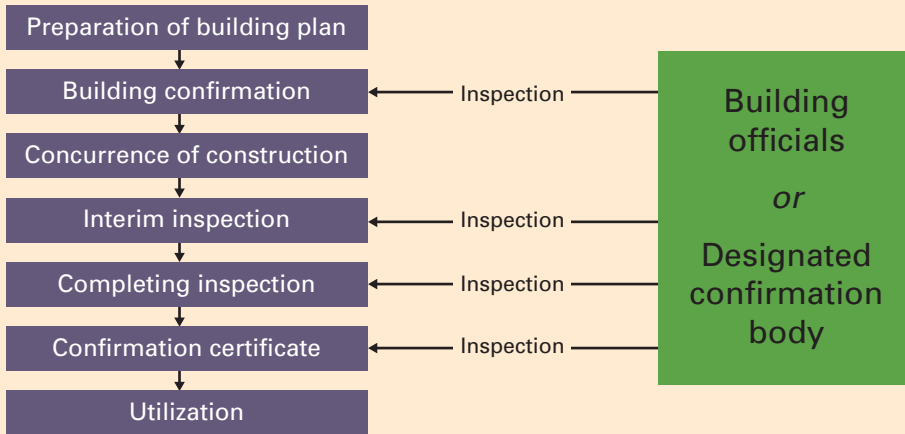 Preparation of building plan
Building confirmation
Inspection
Concurrence of construction
Interim inspection
Inspection
Completing inspection
Inspection
Confirmation certificate
Inspection
Utilization
Building
officials
or
Designated
confirmation
body